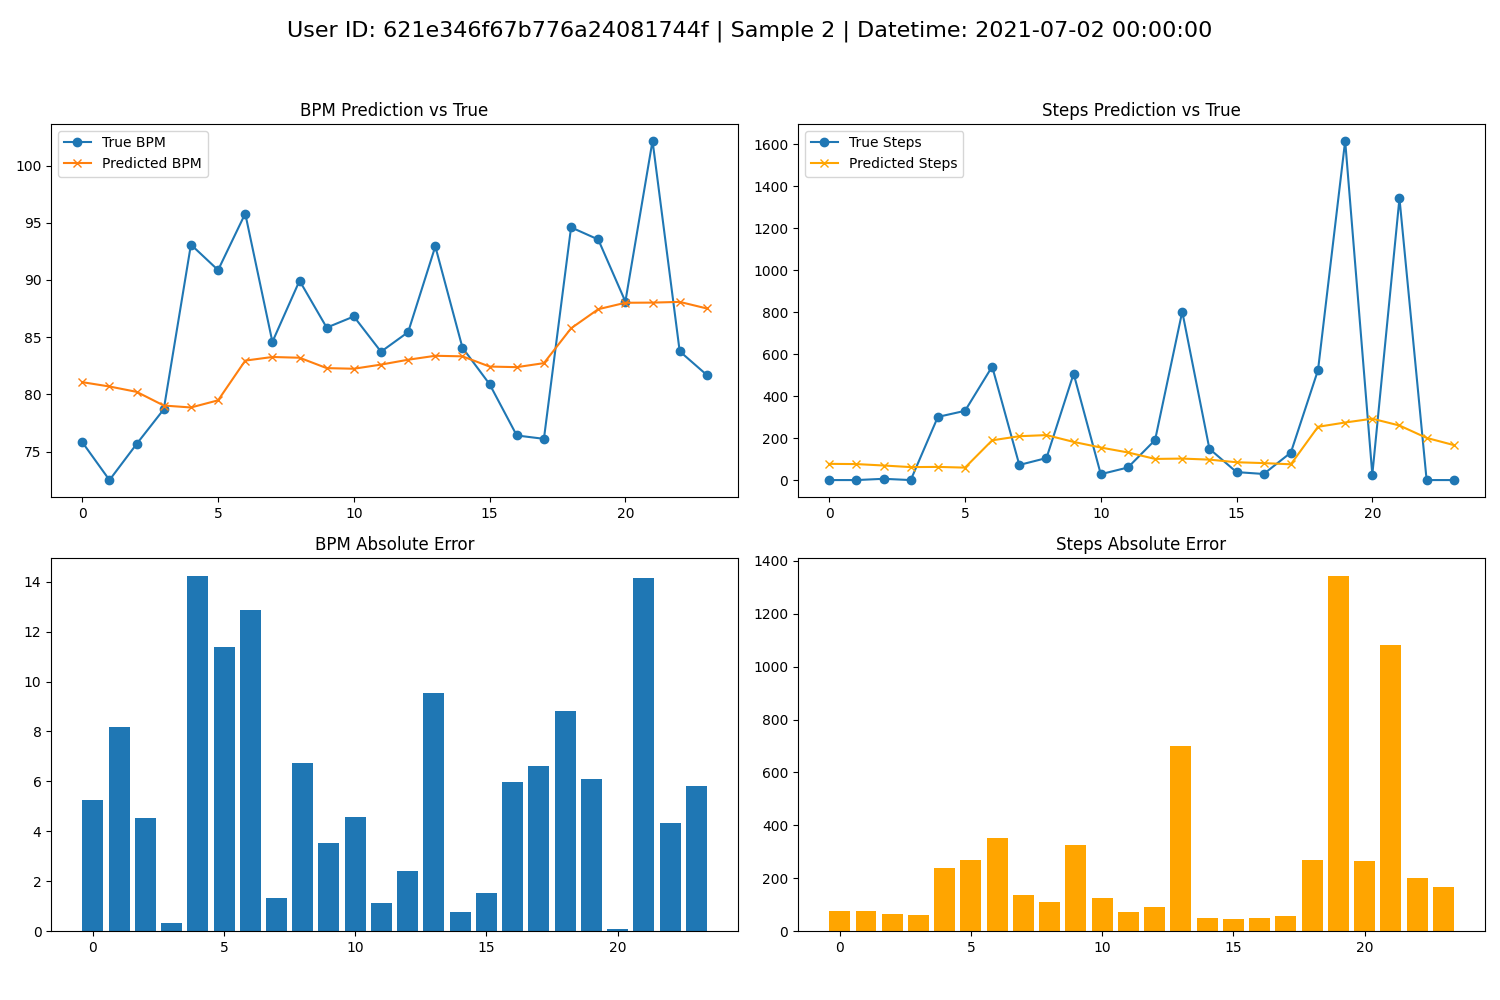 User ID: 621e346f67b776a24081744f | Sample 2 | Datetime: 2021-07-02 00:00:00
BPM Prediction vs True
True BPM
Predicted BPM
100
95
90
85
80
75
0 5 10 15 20
Steps Prediction vs True
True Steps
Predicted Steps
1600
1400
1200
1000
800
600
400
200
0
0 5 10 15 20
BPM Absolute Error
14
12
10
8
6
4
2
0
0 5 10 15 20
Steps Absolute Error
1400
1200
1000
800
600
400
200
0
0 5 10 15 20